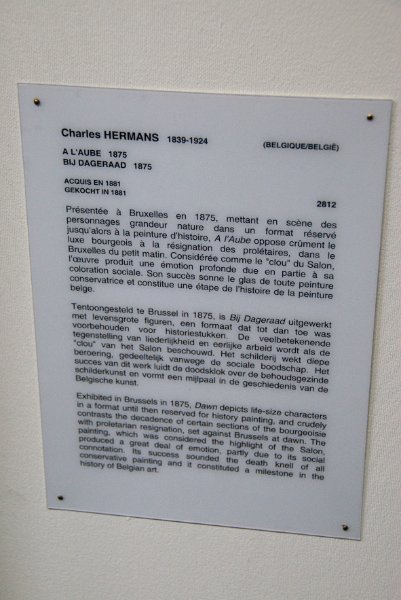 Charles HERMANS 1839-1924 (BELGIQUE/BELGIË)
A L'AUBE 1875
BIJ DAGERAAD 1875
ACQUIS EN 1881
GEKOCHT IN 1881 2812
Présentée à Bruxelles en 1875, mettant en scène des
personnages grandeur nature dans un format réservé
jusqu'alors à la peinture d'histoire, A l'Aube oppose crûment le
luxe bourgeois à la résignation des prolétaires, dans le
Bruxelles du petit matin. Considérée comme le "clou" du Salon,
l'œuvre produit une émotion profonde due en partie à sa
coloration sociale. Son succès sonne le glas de toute peinture
conservatrice et constitue une étape de l'histoire de la peinture
belge.
Tentoongesteld te Brussel in 1875, is Bij Dageraad uitgewerkt
met levensgrote figuren, een formaat dat tot dan toe was
voorbehouden voor historiestukken. De veelbetekenende
tegenstelling van liederlijkheid en eerlijke arbeid wordt als de
"clou" van het Salon beschouwd. Het schilderij wekt diepe
beroering, gedeeltelijk vanwege de sociale boodschap. Het
succes van dit werk luidt de doodsklok over de behoudsgezinde
schilderkunst en vormt een mijlpaal in de geschiedenis van de
Belgische kunst.
Exhibited in Brussels in 1875, Dawn depicts life-size characters
in a format until then reserved for history painting, and crudely
contrasts the decadence of certain sections of the bourgeoisie
with proletarian resignation, set against Brussels at dawn. The
painting, which was considered the highlight of the Salon,
produced a great deal of emotion, partly due to its social
connotation. Its success sounded the death knell of all
conservative painting and it constituted a milestone in the
history of Belgian art.